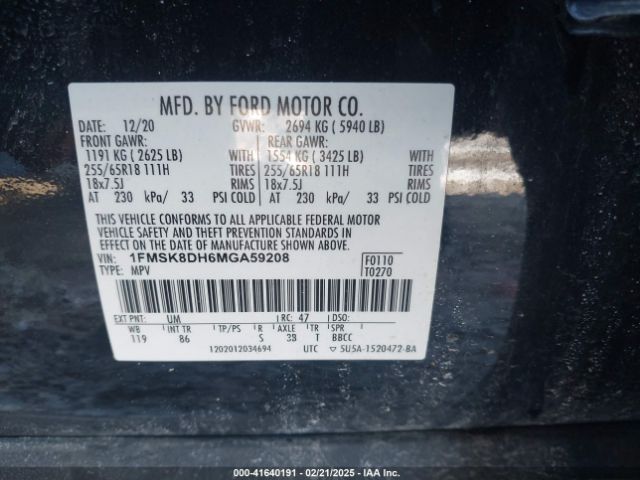 MFD. BY FORD MOTOR CO.
DATE: 12/20 GVWR: 2694 KG ( 5940 LB)
FRONT GAWR: REAR GAWR:
1191 KG ( 2625 LB) WITH 1554 KG ( 3425 LB) WITH
255/65R18 111H TIRES 255/65R18 111H TIRES
18x7.5J RIMS 18x7.5J RIMS
AT 230 kPa/ 33 PSI COLD AT 230 kPa/ 33 PSI COLD
THIS VEHICLE CONFORMS TO ALL APPLICABLE FEDERAL MOTOR
VEHICLE SAFETY AND THEFT PREVENTION STANDARDS IN
EFFECT ON THE DATE OF MANUFACTURE SHOWN ABOVE.
VIN: 1FMSK8DH6MGA59208 F0110
TYPE: MPV T0270
EXT PNT: UM RC: 47 DSO:
WB INT TR TP/PS R AXLE TR SPR
119 86 S 38 T BBCC
1202012034694 UTC 5U5A-1520472-BA
000-41640191 - 02/21/2025 - IAA Inc.